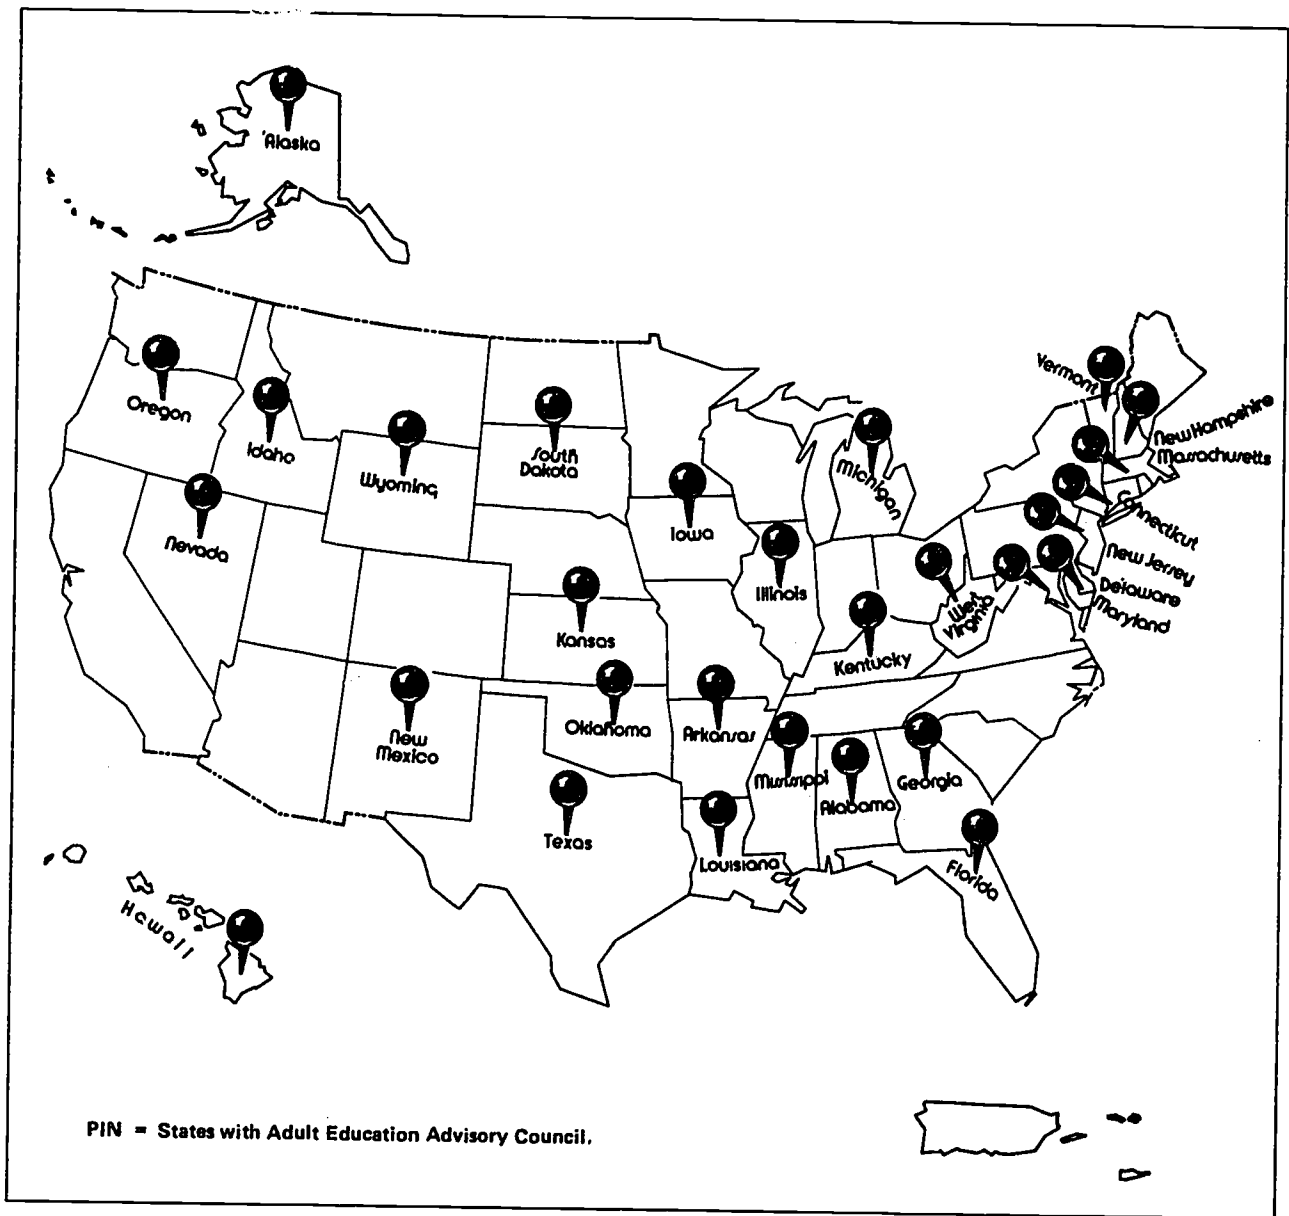 Alaska
Oregon
Idaho
Wyoming
South
Dakota
Michigan
Vermont
New Hampshire
Massachusetts
Connecticut
New Jersey
Delaware
Maryland
Nevada
Iowa
Illinois
West
Virginia
Kansas
Kentucky
New
Mexico
Oklahoma
Arkansas
Mississippi
Alabama
Georgia
Texas
Louisiana
Florida
Hawaii
PIN = States with Adult Education Advisory Council.